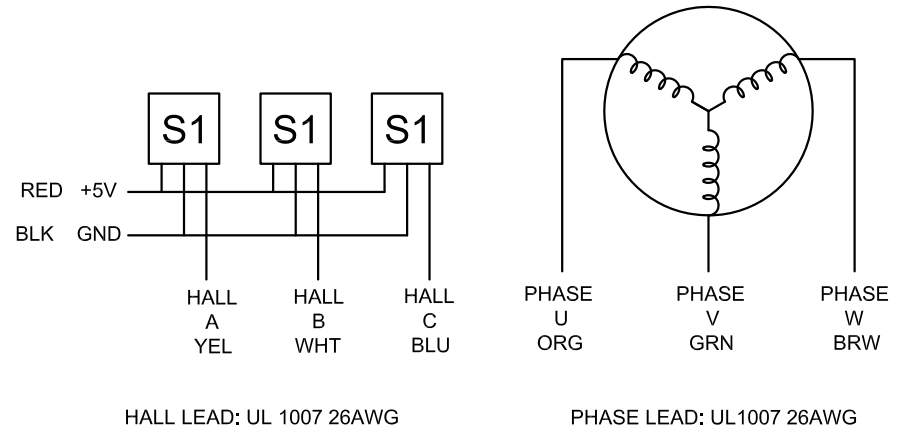 S1 S1 S1
RED +5V
BLK GND
HALL
A
YEL
HALL
B
WHT
HALL
C
BLU
PHASE
U
ORG
PHASE
V
GRN
PHASE
W
BRW
HALL LEAD: UL 1007 26AWG
PHASE LEAD: UL1007 26AWG